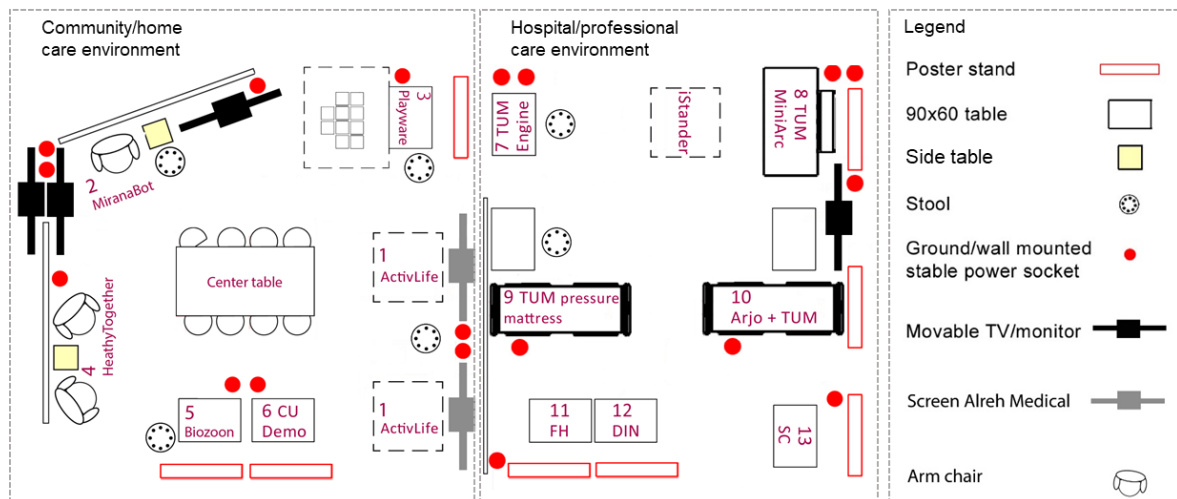 Community/home
care environment
3
Playware
2
MiranaBot
Center table
1
ActivLife
4
HeathyTogether
5
Biozoon
6 CU
Demo
1
ActivLife
Hospital/professional
care environment
7 TUM
Engine
iStander
8 TUM
MiniArc
9 TUM pressure
mattress
10
Arjo + TUM
11
FH
12
DIN
13
SC
Legend
Poster stand
90x60 table
Side table
Stool
Ground/wall mounted
stable power socket
Movable TV/monitor
Screen Alreh Medical
Arm chair